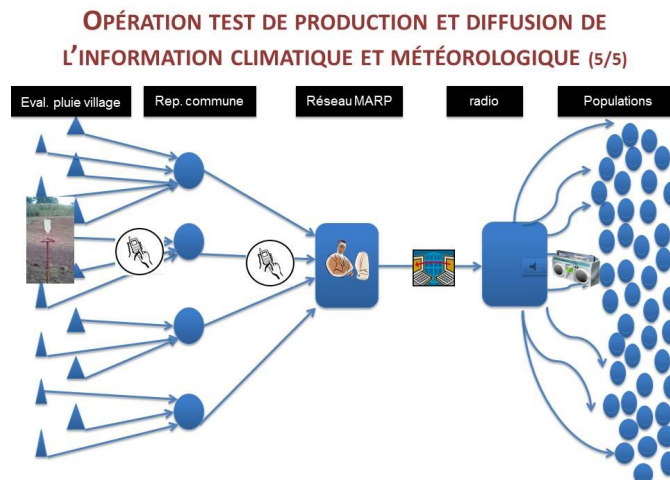 OPÉRATION TEST DE PRODUCTION ET DIFFUSION DE
L'INFORMATION CLIMATIQUE ET MÉTÉOROLOGIQUE (5/5)
Eval. pluie village
Rep. commune
Réseau MARP
radio
Populations